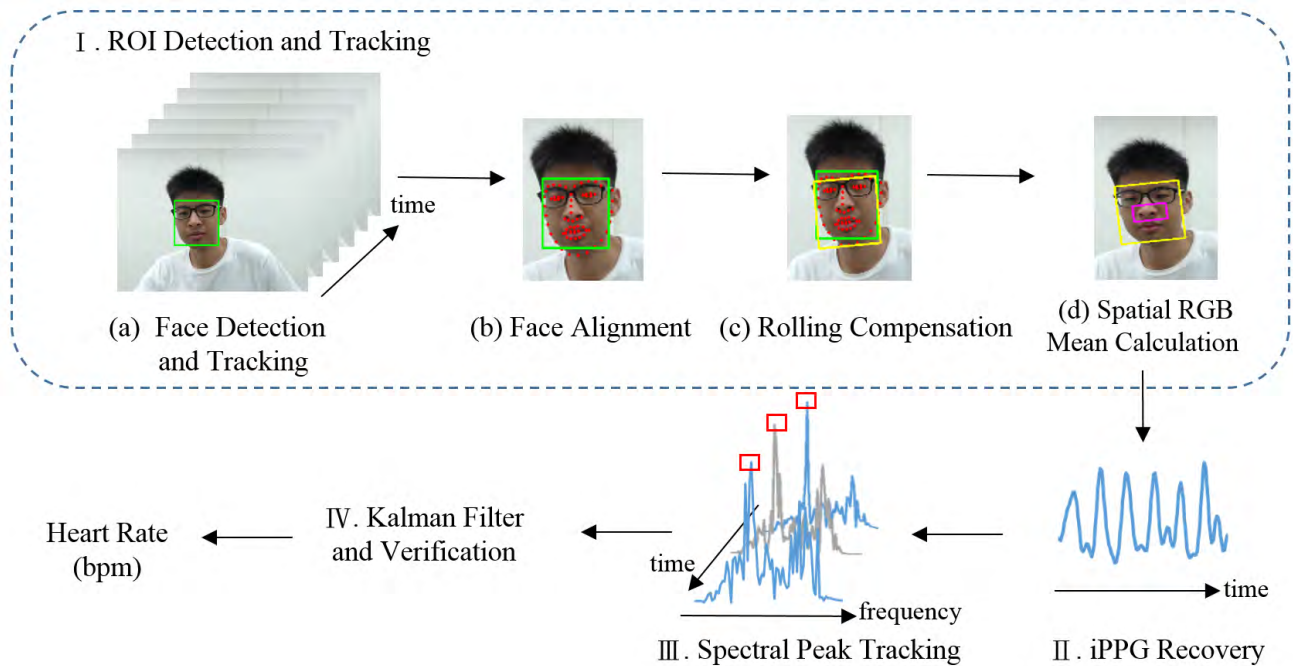 Ⅰ. ROI Detection and Tracking
time
(a) Face Detection
and Tracking
(b) Face Alignment
(c) Rolling Compensation
(d) Spatial RGB
Mean Calculation
Heart Rate
(bpm)
Ⅳ. Kalman Filter
and Verification
time
frequency
Ⅲ. Spectral Peak Tracking
time
Ⅱ. iPPG Recovery